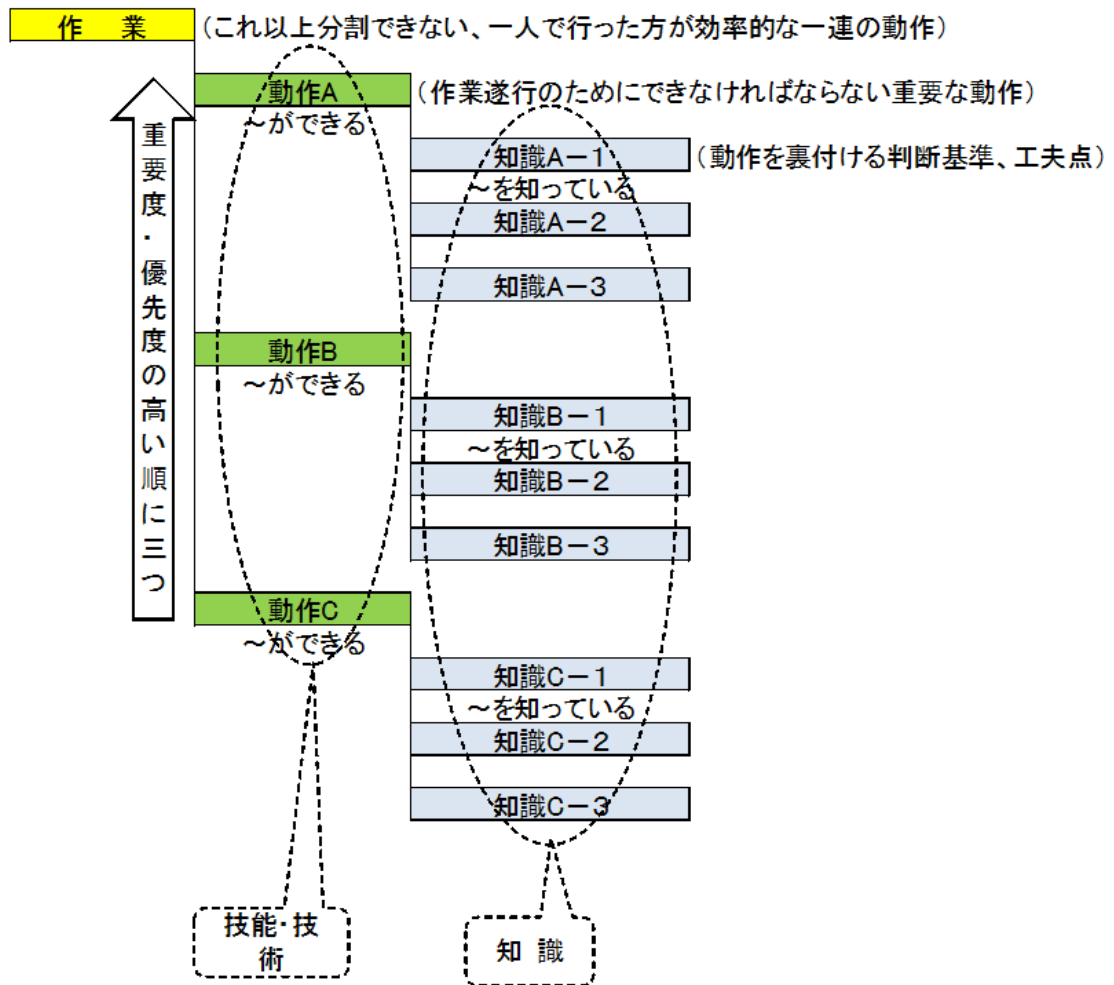 作　業 (これ以上分割できない、一人で行った方が効率的な一連の動作)
動作A (作業遂行のためにできなければならない重要な動作)
～ができる
知識A－1 (動作を裏付ける判断基準、工夫点)
～を知っている
知識A－2
知識A－3
動作B
～ができる
知識B－1
～を知っている
知識B－2
知識B－3
動作C
～ができる
知識C－1
～を知っている
知識C－2
知識C－3
重要度・優先度の高い順に三つ
技能・技
術
知 識